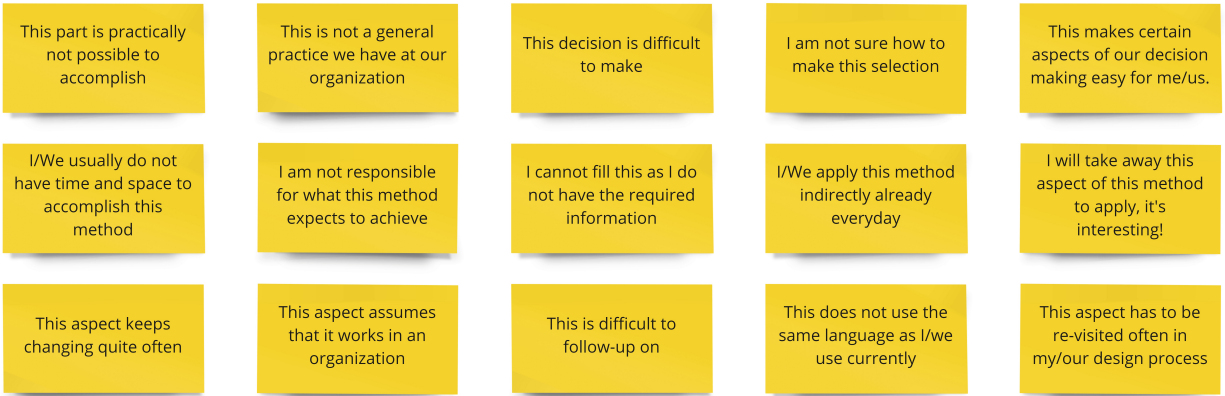 This part is practically
not possible to
accomplish
This is not a general
practice we have at our
organization
This decision is difficult
to make
I am not sure how to
make this selection
This makes certain
aspects of our decision
making easy for me/us.
I/We usually do not
have time and space to
accomplish this
method
I am not responsible
for what this method
expects to achieve
I cannot fill this as I do
not have the required
information
I/We apply this method
indirectly already
everyday
I will take away this
aspect of this method
to apply, it's
interesting!
This aspect keeps
changing quite often
This aspect assumes
that it works in an
organization
This is difficult to
follow-up on
This does not use the
same language as I/we
use currently
This aspect has to be
re-visited often in
my/our design process